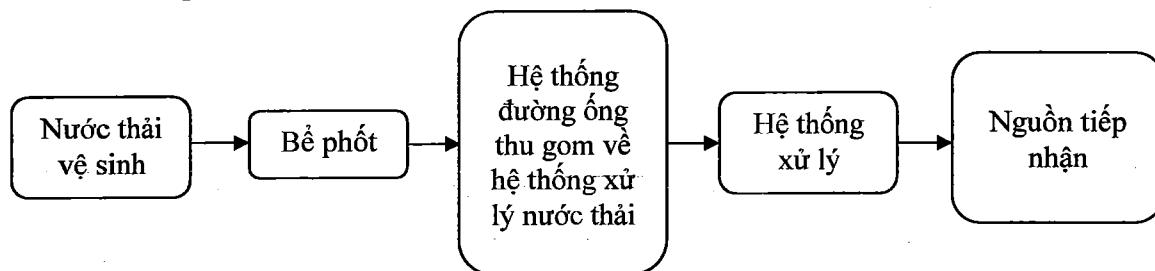 Nước thải
vệ sinh
Bể phốt
Hệ thống
đường ống
thu gom về
hệ thống xử
lý nước thải
Hệ thống
xử lý
Nguồn tiếp
nhận